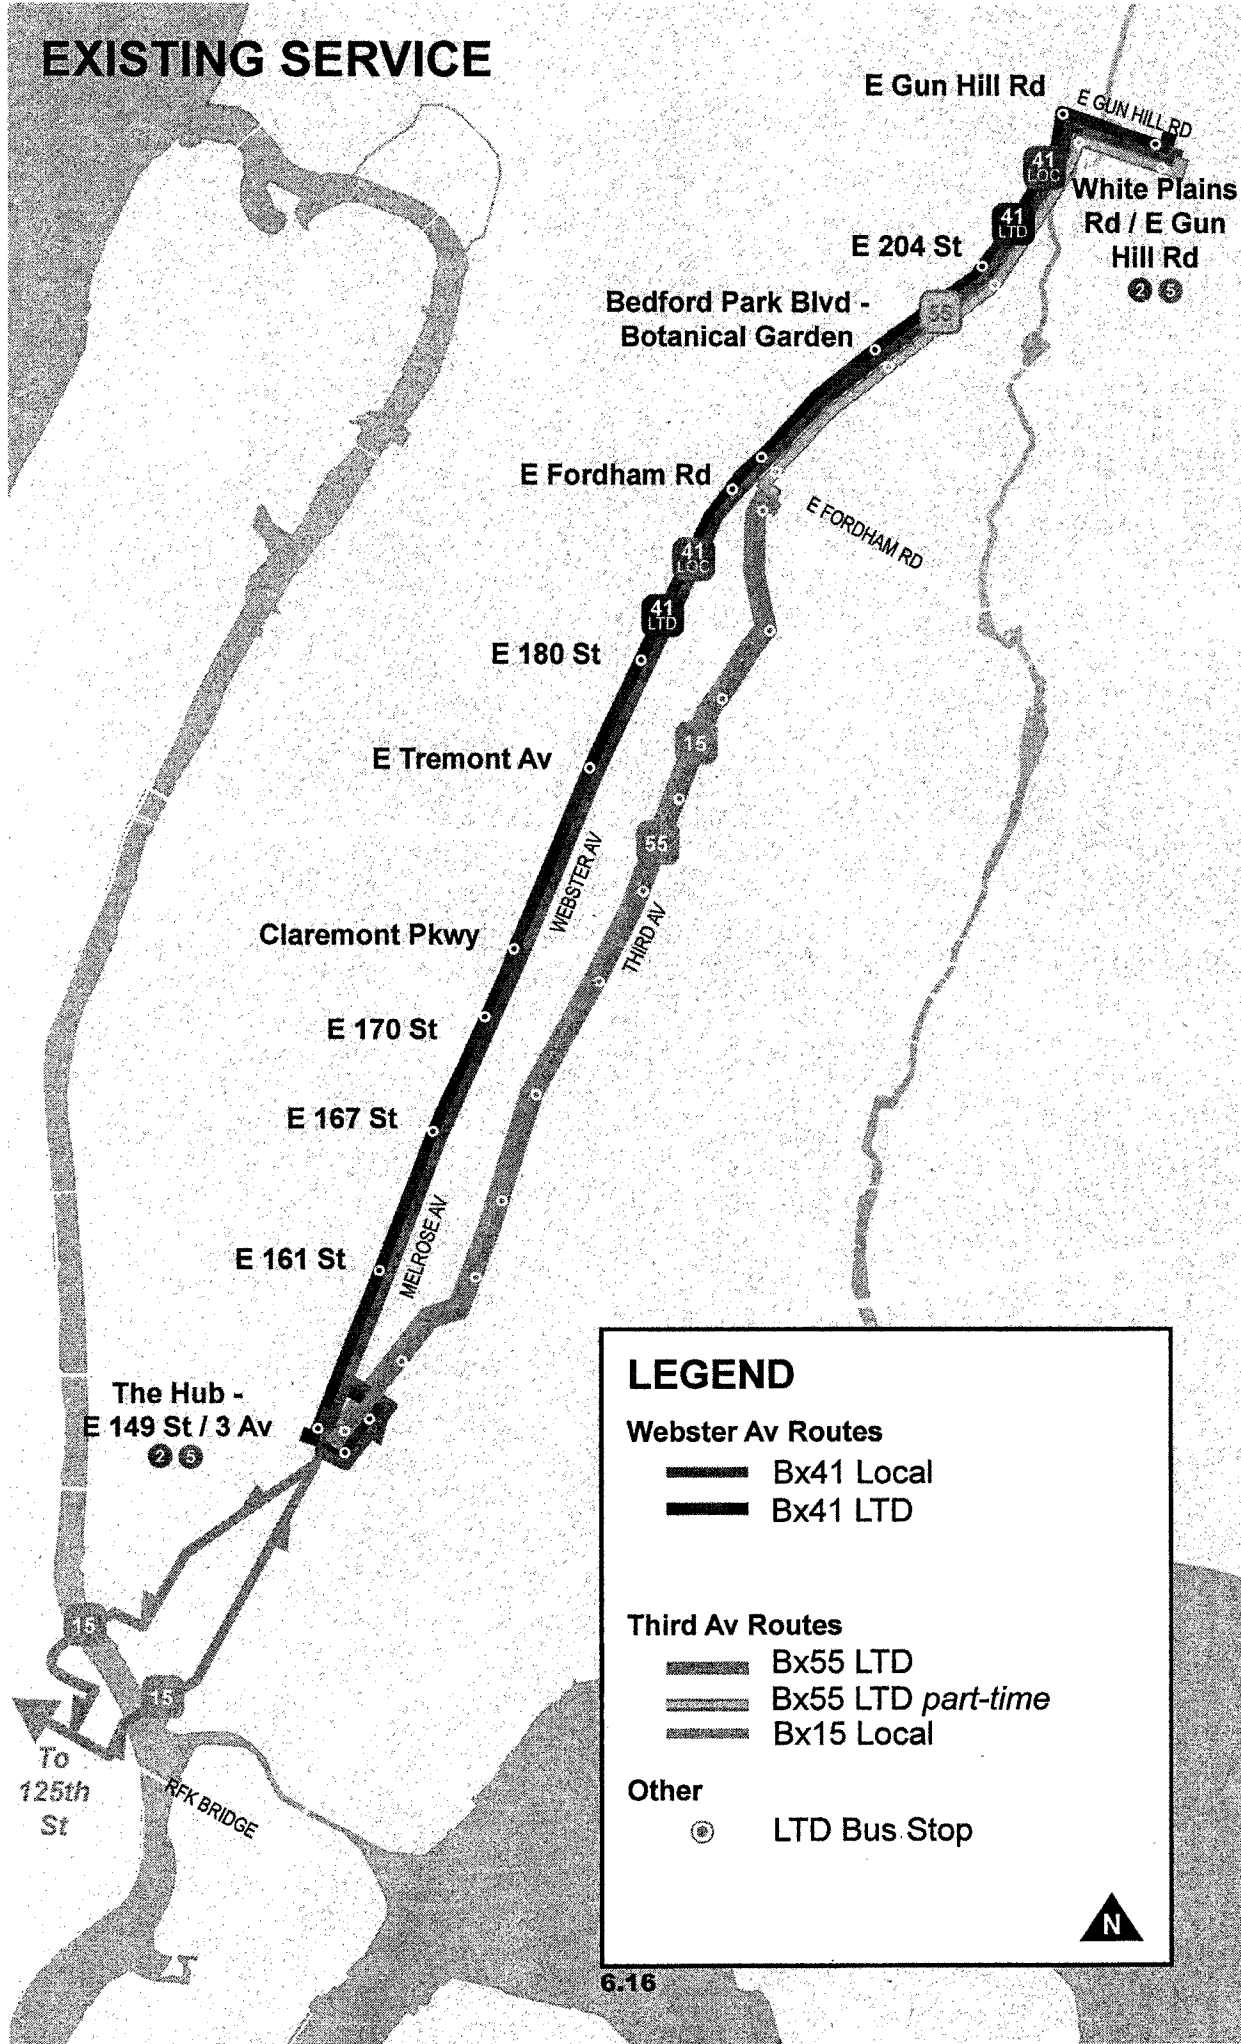 EXISTING SERVICE
E Gun Hill Rd
E GUN HILL RD
41
LOC
White Plains
Rd / E Gun
Hill Rd
2 5
41
LTD
E 204 St
Bedford Park Blvd -
Botanical Garden
55
E Fordham Rd
E FORDHAM RD
41
LOC
41
LTD
E 180 St
15
E Tremont Av
55
WEBSTER AV
THIRD AV
Claremont Pkwy
E 170 St
E 167 St
MELROSE AV
E 161 St
The Hub -
E 149 St / 3 Av
2 5
15
15
To
125th
St
RFK BRIDGE
LEGEND
Webster Av Routes
Bx41 Local
Bx41 LTD
Third Av Routes
Bx55 LTD
Bx55 LTD part-time
Bx15 Local
Other
LTD Bus Stop
N
6.16